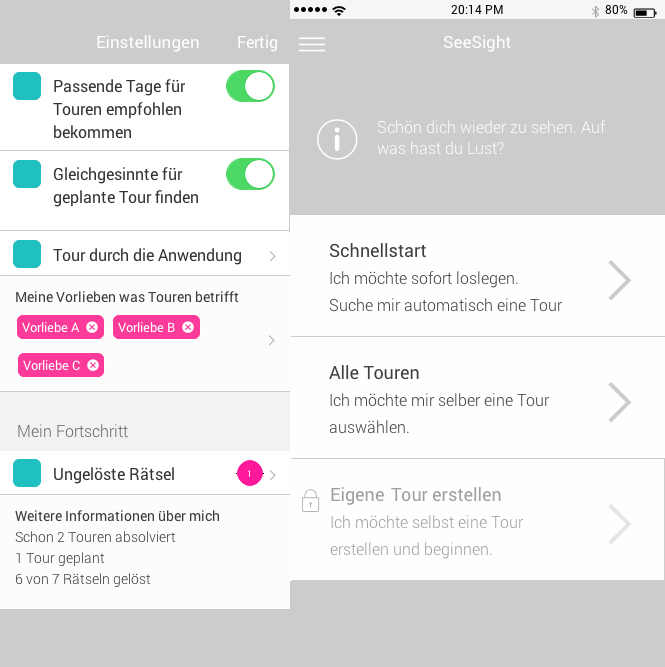 Einstellungen
Fertig
Passende Tage für
Touren empfohlen
bekommen
Gleichgesinnte für
geplante Tour finden
Tour durch die Anwendung
Meine Vorlieben was Touren betrifft
Vorliebe A
Vorliebe B
Vorliebe C
Mein Fortschritt
Ungelöste Rätsel
1
Weitere Informationen über mich
Schon 2 Touren absolviert
1 Tour geplant
6 von 7 Rätseln gelöst
20:14 PM
80%
SeeSight
Schön dich wieder zu sehen. Auf
was hast du Lust?
Schnellstart
Ich möchte sofort loslegen.
Suche mir automatisch eine Tour
Alle Touren
Ich möchte mir selber eine Tour
auswählen.
Eigene Tour erstellen
Ich möchte selbst eine Tour
erstellen und beginnen.